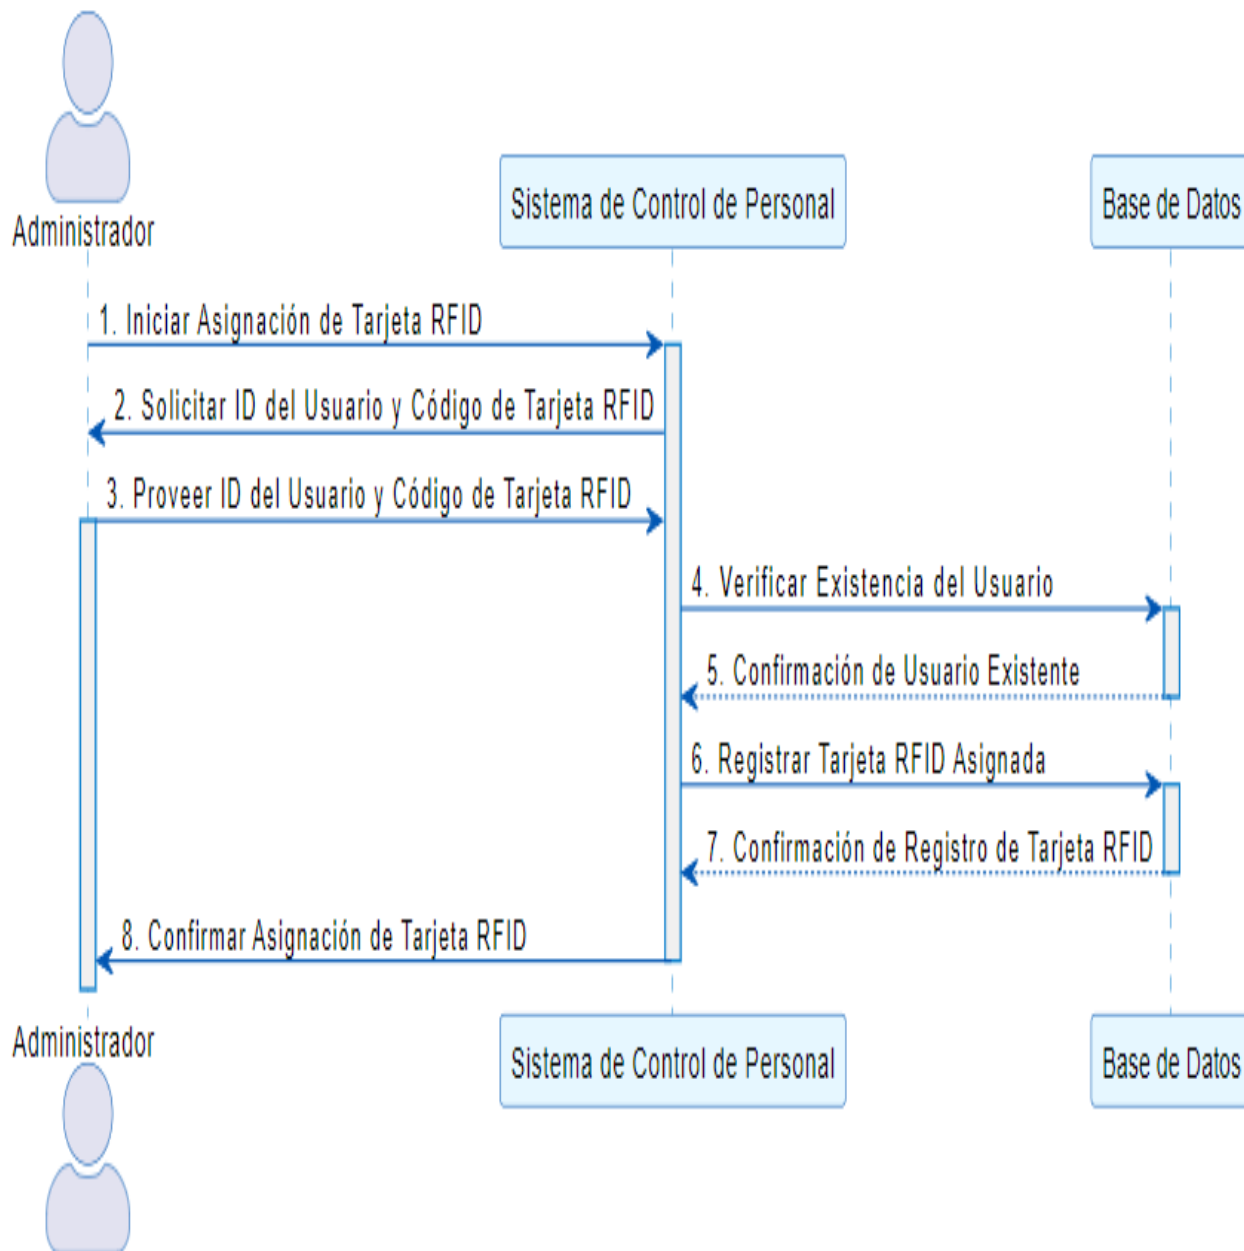 Administrador
Sistema de Control de Personal
Base de Datos
1. Iniciar Asignación de Tarjeta RFID
2. Solicitar ID del Usuario y Código de Tarjeta RFID
3. Proveer ID del Usuario y Código de Tarjeta RFID
4. Verificar Existencia del Usuario
5. Confirmación de Usuario Existente
6. Registrar Tarjeta RFID Asignada
7. Confirmación de Registro de Tarjeta RFID
8. Confirmar Asignación de Tarjeta RFID
Administrador
Sistema de Control de Personal
Base de Datos